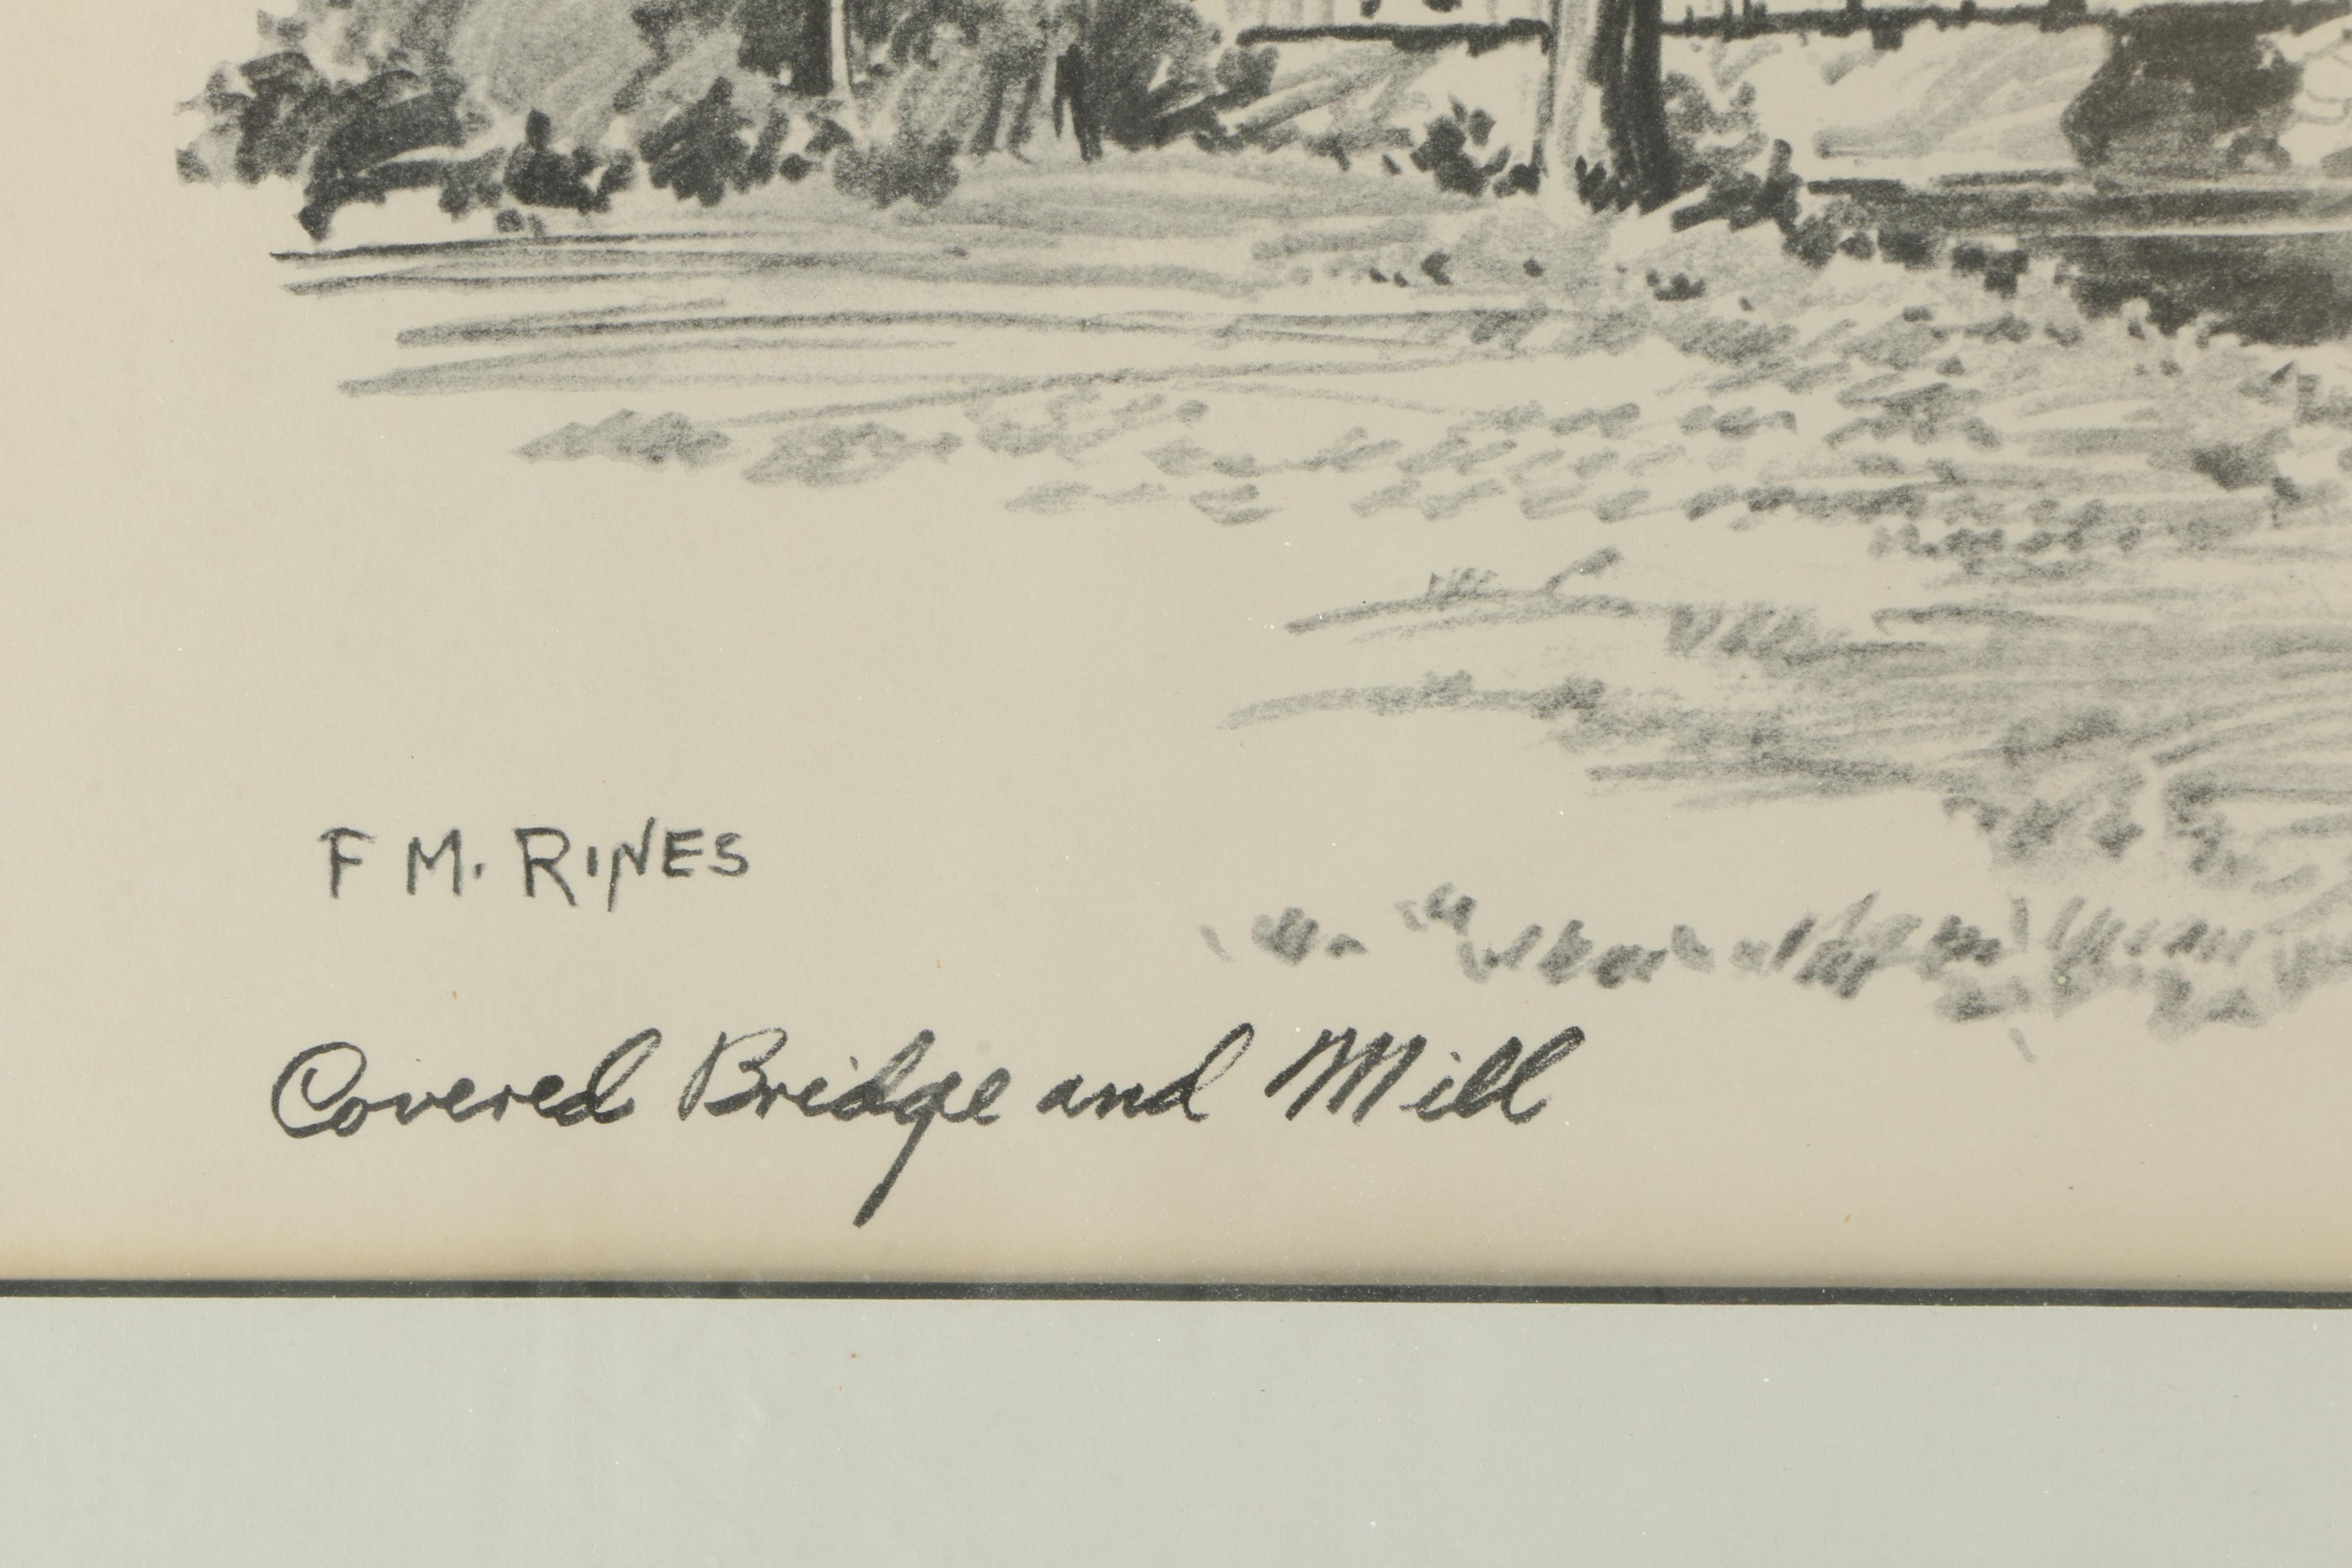 F M. RINES
Covered Bridge and Mill